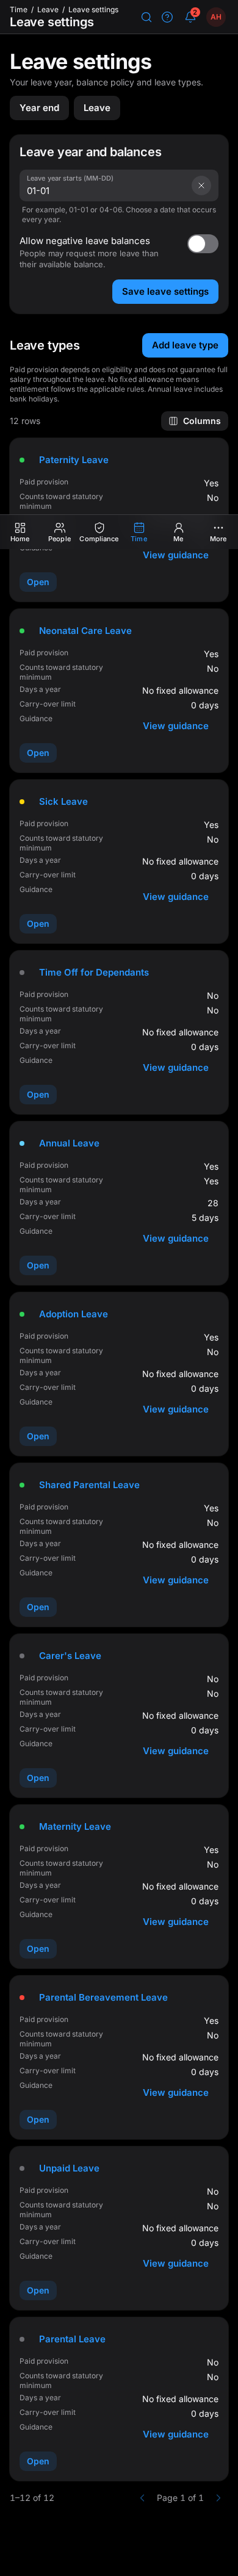 Time / Leave / Leave settings
Leave settings
2
AH
Leave settings
Your leave year, balance policy and leave types.
Year end
Leave
Leave year and balances
Leave year starts (MM-DD)
01-01
For example, 01-01 or 04-06. Choose a date that occurs
every year.
Allow negative leave balances
People may request more leave than
their available balance.
Save leave settings
Leave types
Add leave type
Paid provision depends on eligibility and does not guarantee full
salary throughout the leave. No fixed allowance means
entitlement follows the applicable rules. Annual leave includes
bank holidays.
12 rows
Columns
Paternity Leave
Paid provision
Yes
Counts toward statutory
minimum
No
Home
People
Compliance
Time
Me
More
View guidance
Open
Neonatal Care Leave
Paid provision
Yes
Counts toward statutory
minimum
No
Days a year
No fixed allowance
Carry-over limit
0 days
Guidance
View guidance
Open
Sick Leave
Paid provision
Yes
Counts toward statutory
minimum
No
Days a year
No fixed allowance
Carry-over limit
0 days
Guidance
View guidance
Open
Time Off for Dependants
Paid provision
No
Counts toward statutory
minimum
No
Days a year
No fixed allowance
Carry-over limit
0 days
Guidance
View guidance
Open
Annual Leave
Paid provision
Yes
Counts toward statutory
minimum
Yes
Days a year
28
Carry-over limit
5 days
Guidance
View guidance
Open
Adoption Leave
Paid provision
Yes
Counts toward statutory
minimum
No
Days a year
No fixed allowance
Carry-over limit
0 days
Guidance
View guidance
Open
Shared Parental Leave
Paid provision
Yes
Counts toward statutory
minimum
No
Days a year
No fixed allowance
Carry-over limit
0 days
Guidance
View guidance
Open
Carer's Leave
Paid provision
No
Counts toward statutory
minimum
No
Days a year
No fixed allowance
Carry-over limit
0 days
Guidance
View guidance
Open
Maternity Leave
Paid provision
Yes
Counts toward statutory
minimum
No
Days a year
No fixed allowance
Carry-over limit
0 days
Guidance
View guidance
Open
Parental Bereavement Leave
Paid provision
Yes
Counts toward statutory
minimum
No
Days a year
No fixed allowance
Carry-over limit
0 days
Guidance
View guidance
Open
Unpaid Leave
Paid provision
No
Counts toward statutory
minimum
No
Days a year
No fixed allowance
Carry-over limit
0 days
Guidance
View guidance
Open
Parental Leave
Paid provision
No
Counts toward statutory
minimum
No
Days a year
No fixed allowance
Carry-over limit
0 days
Guidance
View guidance
Open
1–12 of 12
Page 1 of 1